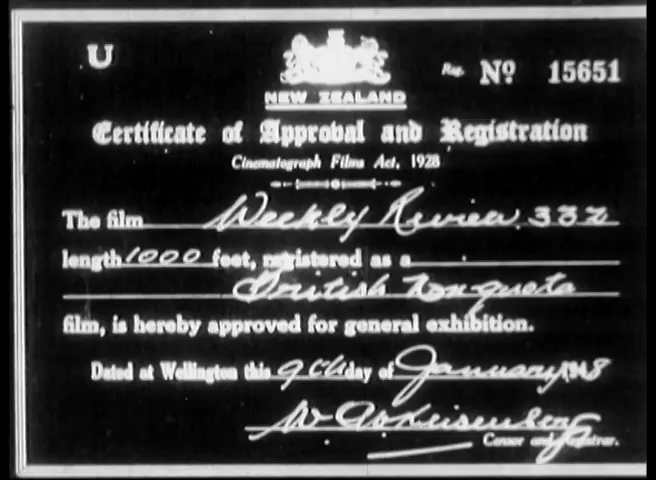 U
Reg. Nº 15651
NEW ZEALAND
Certificate of Approval and Registration
Cinematograph Films Act, 1928
The film Weekly Review 332
length 1000 feet, registered as a
British Non quota
film, is hereby approved for general exhibition.
Dated at Wellington this 9th day of January, 1948
Censor and Registrar.